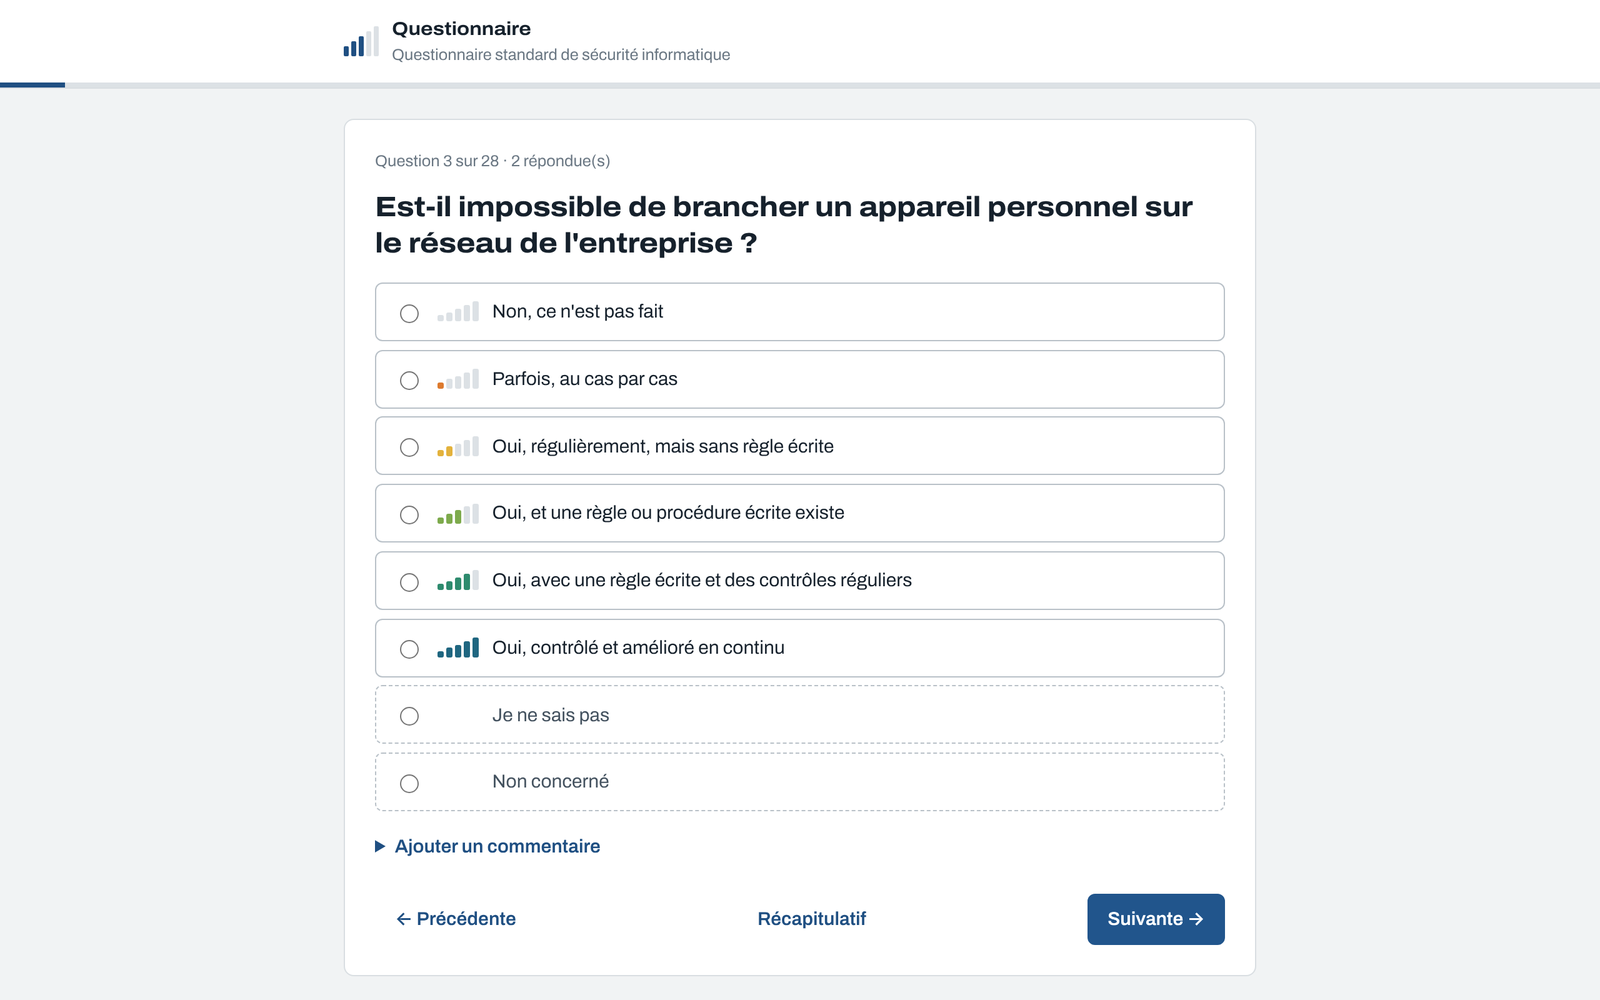 Questionnaire
Questionnaire standard de sécurité informatique
Question 3 sur 28 · 2 répondue(s)
Est-il impossible de brancher un appareil personnel sur
le réseau de l'entreprise ?
Non, ce n'est pas fait
Parfois, au cas par cas
Oui, régulièrement, mais sans règle écrite
Oui, et une règle ou procédure écrite existe
Oui, avec une règle écrite et des contrôles réguliers
Oui, contrôlé et amélioré en continu
Je ne sais pas
Non concerné
▶ Ajouter un commentaire
← Précédente
Récapitulatif
Suivante →